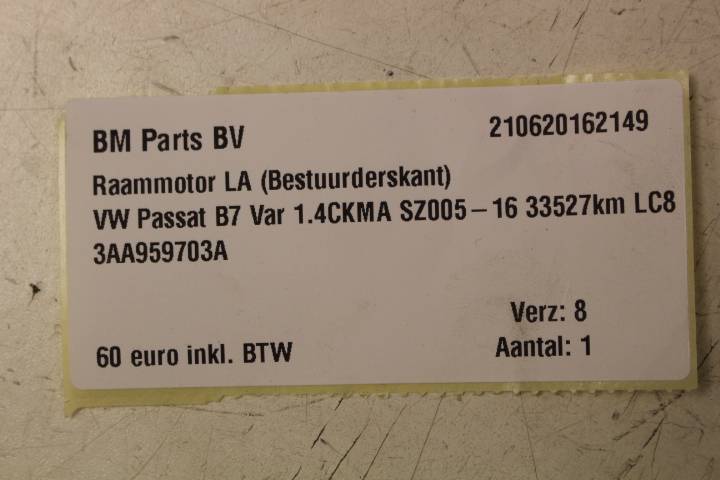 BM Parts BV
210620162149
Raammotor LA (Bestuurderskant)
VW Passat B7 Var 1.4CKMA SZ005-16 33527km LC8
3AA959703A
Verz: 8
60 euro inkl. BTW
Aantal: 1